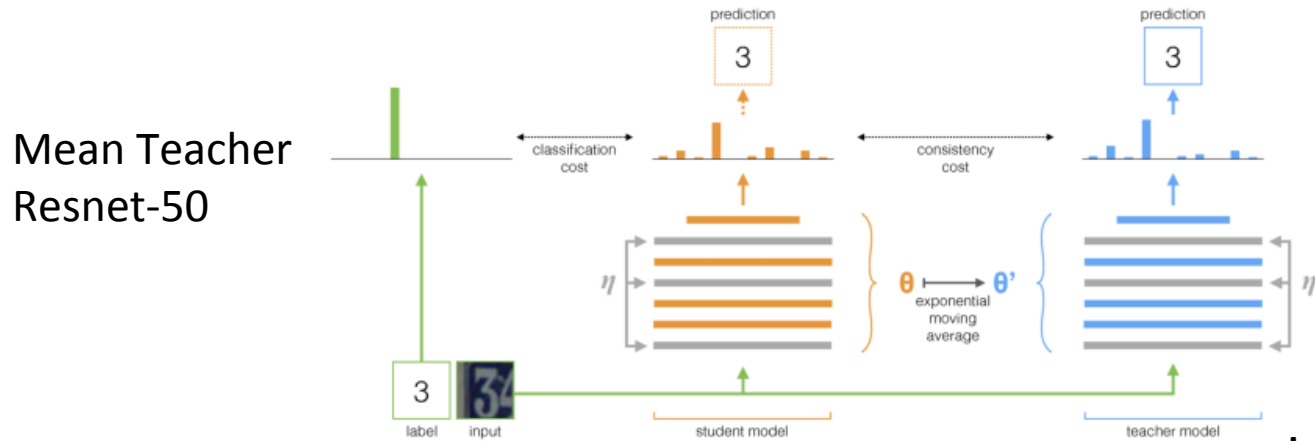 Mean Teacher
Resnet-50
prediction
3
prediction
3
classification
cost
consistency
cost
η
θ
θ’
exponential
moving
average
η
3
34
label
input
student model
teacher model